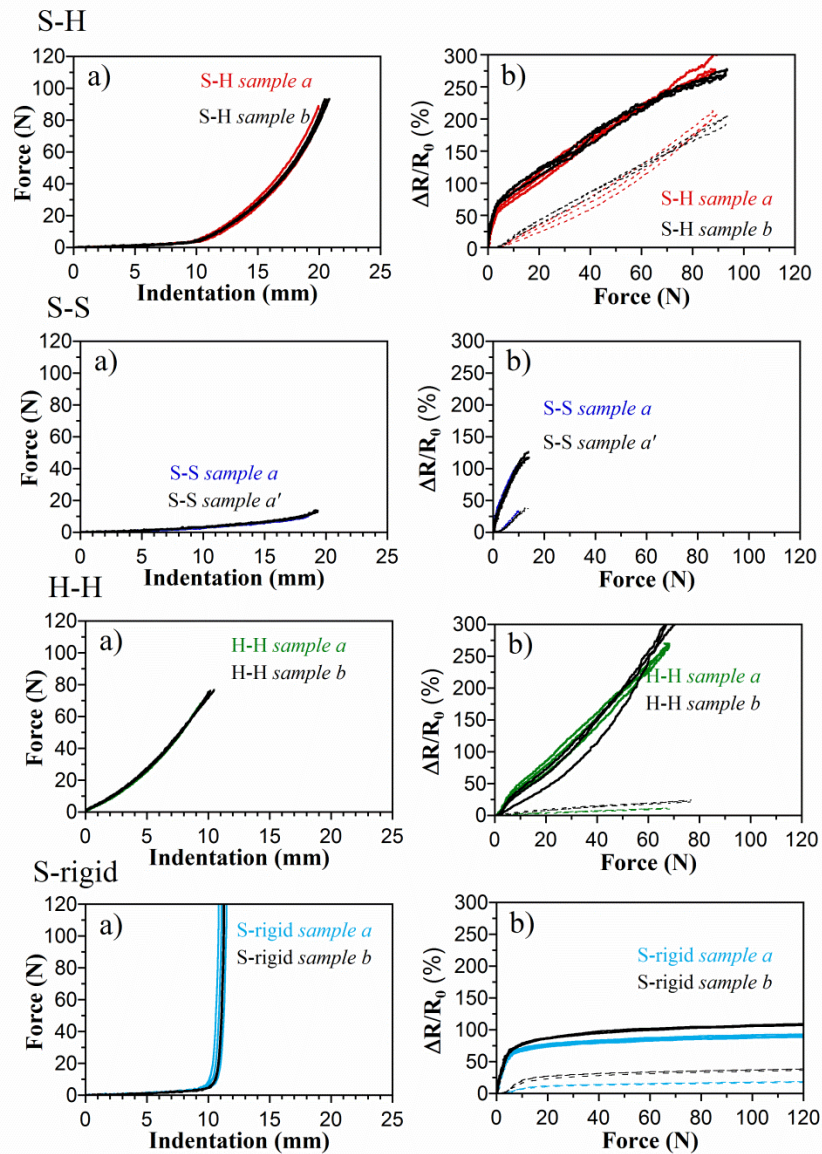 S-H
a)
S-H sample a
S-H sample b
Force (N)
120
100
80
60
40
20
0
0 5 10 15 20 25
Indentation (mm)
b)
S-H sample a
S-H sample b
ΔR/R0 (%)
300
250
200
150
100
50
0
0 20 40 60 80 100 120
Force (N)
S-S
a)
S-S sample a
S-S sample a'
Force (N)
120
100
80
60
40
20
0
0 5 10 15 20 25
Indentation (mm)
b)
S-S sample a
S-S sample a'
ΔR/R0 (%)
300
250
200
150
100
50
0
0 20 40 60 80 100 120
Force (N)
H-H
a)
H-H sample a
H-H sample b
Force (N)
120
100
80
60
40
20
0
0 5 10 15 20 25
Indentation (mm)
b)
H-H sample a
H-H sample b
ΔR/R0 (%)
300
250
200
150
100
50
0
0 20 40 60 80 100 120
Force (N)
S-rigid
a)
S-rigid sample a
S-rigid sample b
Force (N)
120
100
80
60
40
20
0
0 5 10 15 20 25
Indentation (mm)
b)
S-rigid sample a
S-rigid sample b
ΔR/R0 (%)
300
250
200
150
100
50
0
0 20 40 60 80 100 120
Force (N)